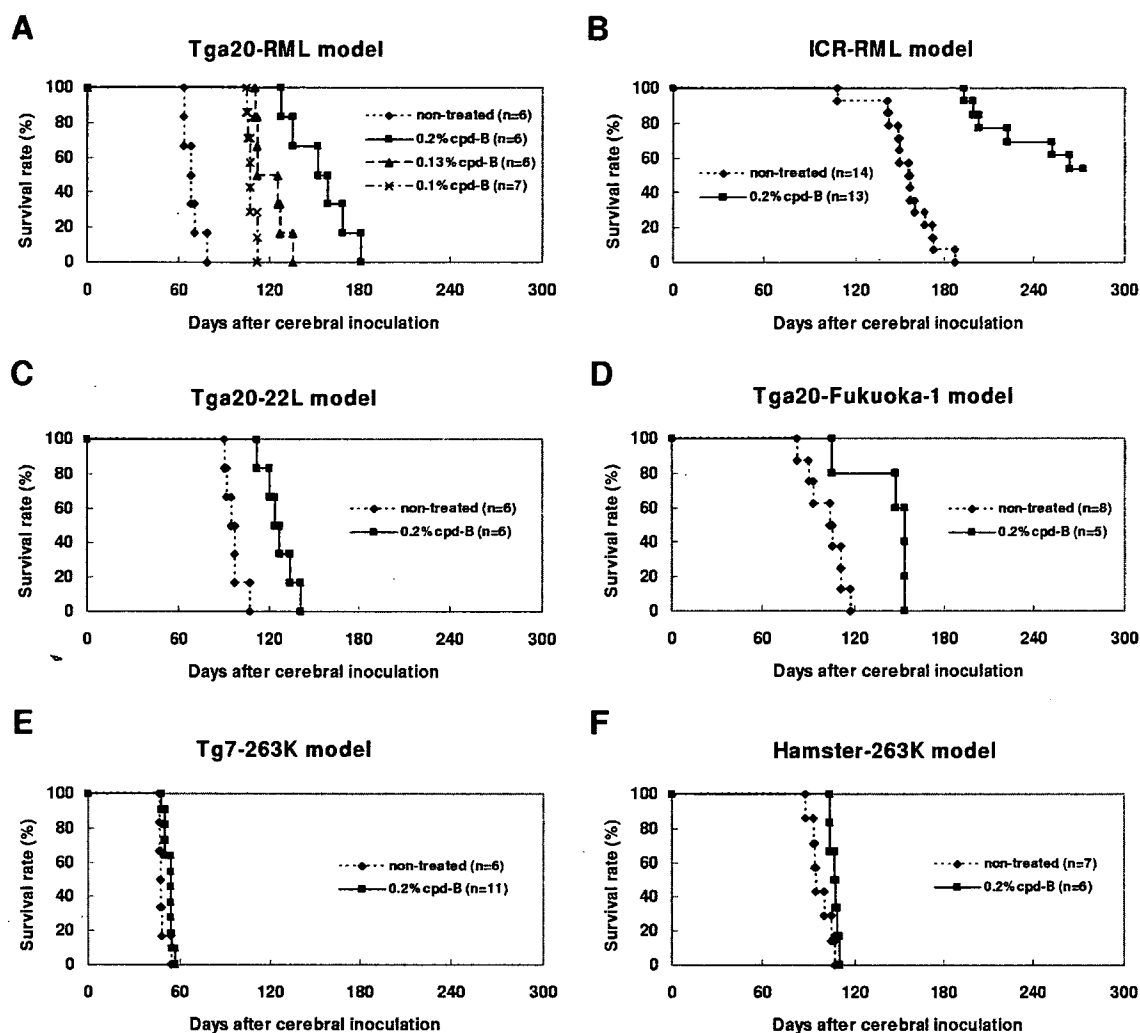 A
Tga20-RML model
Survival rate (%)
100
80
60
40
20
0
0 60 120 180 240 300
Days after cerebral inoculation
non-treated (n=6)
0.2% cpd-B (n=6)
0.13% cpd-B (n=6)
0.1% cpd-B (n=7)
B
ICR-RML model
Survival rate (%)
100
80
60
40
20
0
0 60 120 180 240 300
Days after cerebral inoculation
non-treated (n=14)
0.2% cpd-B (n=13)
C
Tga20-22L model
Survival rate (%)
100
80
60
40
20
0
0 60 120 180 240 300
Days after cerebral inoculation
non-treated (n=6)
0.2% cpd-B (n=6)
D
Tga20-Fukuoka-1 model
Survival rate (%)
100
80
60
40
20
0
0 60 120 180 240 300
Days after cerebral inoculation
non-treated (n=8)
0.2% cpd-B (n=5)
E
Tg7-263K model
Survival rate (%)
100
80
60
40
20
0
0 60 120 180 240 300
Days after cerebral inoculation
non-treated (n=6)
0.2% cpd-B (n=11)
F
Hamster-263K model
Survival rate (%)
100
80
60
40
20
0
0 60 120 180 240 300
Days after cerebral inoculation
non-treated (n=7)
0.2% cpd-B (n=6)